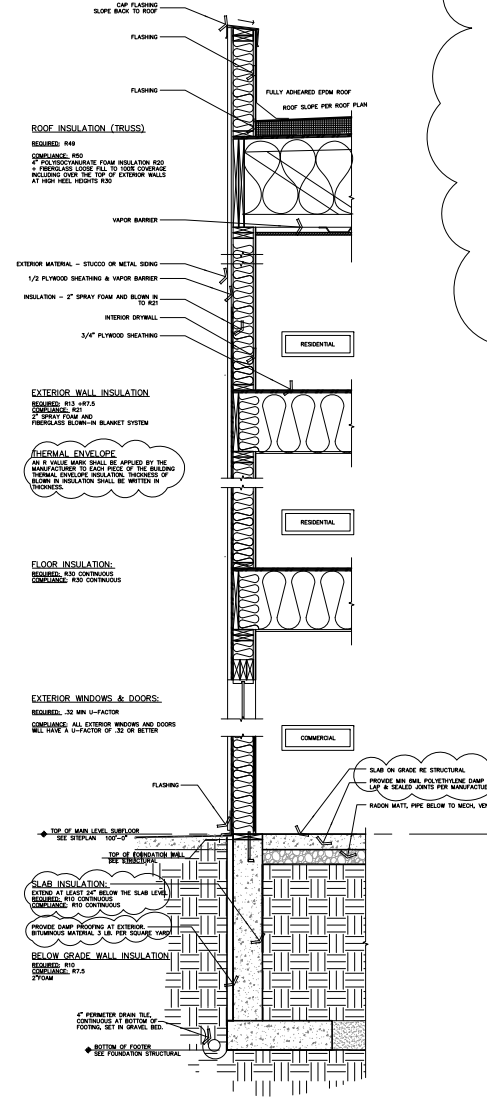 CAP FLASHING
SLOPE BACK TO ROOF
FLASHING
FULLY ADHEARED EPDM ROOF
FLASHING
ROOF SLOPE PER ROOF PLAN
ROOF INSULATION (TRUSS)
REQUIRED: R49
COMPLIANCE: R50
4" POLYISOCYANURATE FOAM INSULATION R20
+ FIBERGLASS LOOSE FILL TO 100% COVERAGE
INCLUDING OVER THE TOP OF EXTERIOR WALLS
AT HIGH HEEL HEIGHTS R30
VAPOR BARRIER
EXTERIOR MATERIAL - STUCCO OR METAL SIDING
1/2 PLYWOOD SHEATHING & VAPOR BARRIER
INSULATION - 2" SPRAY FOAM AND BLOWN IN
TO R21
INTERIOR DRYWALL
3/4" PLYWOOD SHEATHING
RESIDENTIAL
EXTERIOR WALL INSULATION
REQUIRED: R13 +R7.5
COMPLIANCE: R21
2" SPRAY FOAM AND
FIBERGLASS BLOWN-IN BLANKET SYSTEM
THERMAL ENVELOPE
AN R VALUE MARK SHALL BE APPLIED BY THE
MANUFACTURER TO EACH PIECE OF THE BUILDING
THERMAL ENVELOPE INSULATION. THICKNESS OF
BLOWN IN INSULATION SHALL BE WRITTEN IN
THICKNESS.
RESIDENTIAL
FLOOR INSULATION:
REQUIRED: R30 CONTINUOUS
COMPLIANCE: R30 CONTINUOUS
EXTERIOR WINDOWS & DOORS:
REQUIRED: .32 MIN U-FACTOR
COMPLIANCE: ALL EXTERIOR WINDOWS AND DOORS
WILL HAVE A U-FACTOR OF .32 OR BETTER
COMMERCIAL
SLAB ON GRADE RE STRUCTURAL
PROVIDE MIN 6MIL POLYETHYLENE DAMP
LAP & SEALED JOINTS PER MANUFACTUR
RADON MATT, PIPE BELOW TO MECH, VEN
FLASHING
TOP OF MAIN LEVEL SUBFLOOR
SEE SITEPLAN 100'-0"
TOP OF FOUNDATION WALL
SEE STRUCTURAL
SLAB INSULATION:
EXTEND AT LEAST 24" BELOW THE SLAB LEVEL
REQUIRED: R10 CONTINUOUS
COMPLIANCE: R10 CONTINUOUS
PROVIDE DAMP PROOFING AT EXTERIOR.
BITUMINOUS MATERIAL 3 LB. PER SQUARE YARD
BELOW GRADE WALL INSULATION
REQUIRED: R10
COMPLIANCE: R7.5
2"FOAM
4" PERIMETER DRAIN TILE,
CONTINUOUS AT BOTTOM OF
FOOTING, SET IN GRAVEL BED.
BOTTOM OF FOOTER
SEE FOUNDATION STRUCTURAL